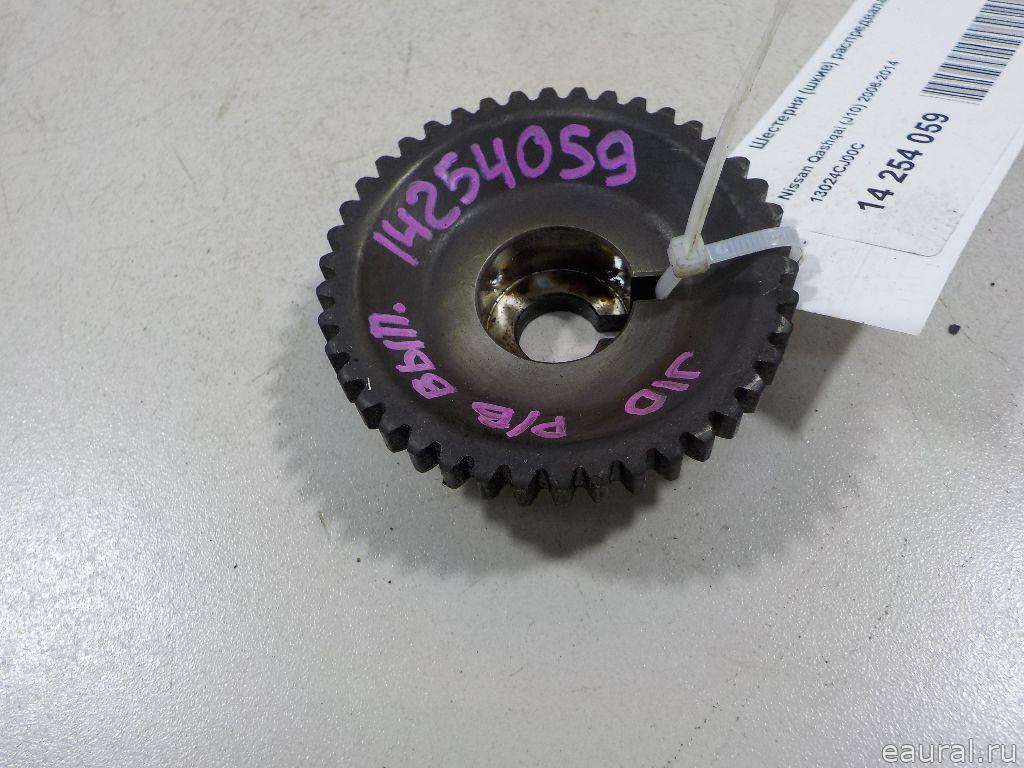 14254059
ВЫП.
Р/В
J10
Шестерня (шкив) распредвала
Nissan Qashqai (J10) 2006-2014
13024CJ00C
14 254 059
eaural.ru